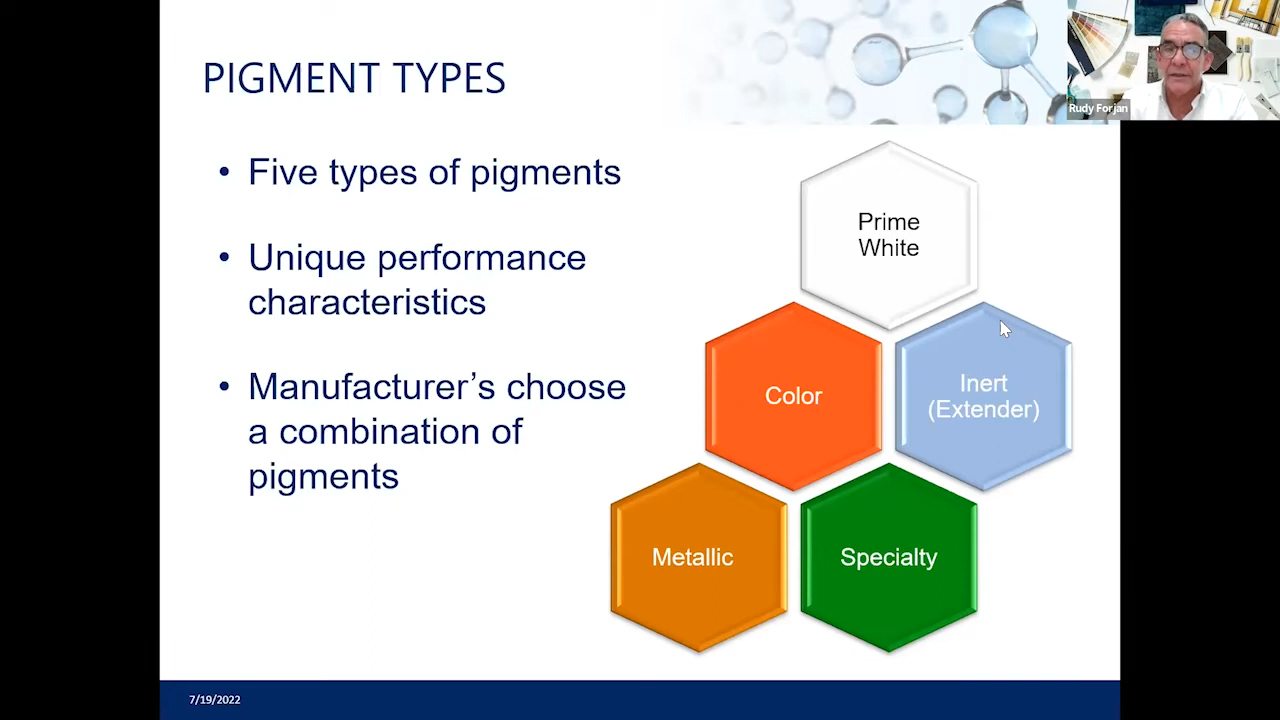 PIGMENT TYPES
Rudy Forjan
• Five types of pigments
• Unique performance
characteristics
• Manufacturer’s choose
a combination of
pigments
Prime
White
Color
Inert
(Extender)
Metallic
Specialty
7/19/2022